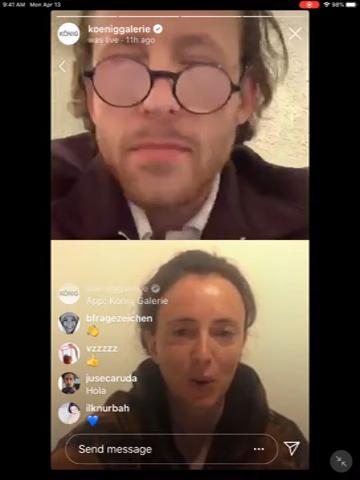 9:41 AM Mon Apr 13
98%
KÖNIG
koeniggalerie
was live · 11h ago
KÖNIG
koeniggalerie
App: König Galerie
bfragezeichen
👋
vzzzzz
👍
jusecaruda
Hola
ilknurbah
💙
Send message